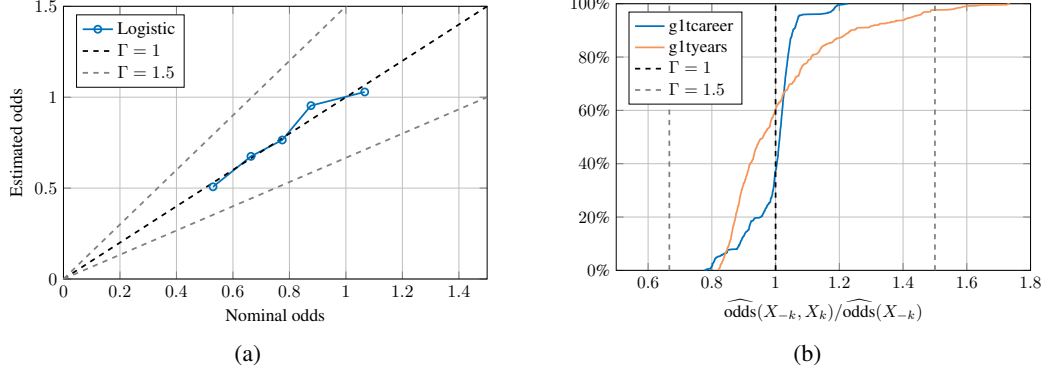 Logistic
Γ = 1
Γ = 1.5
1.5
1
0.5
0
0 0.2 0.4 0.6 0.8 1 1.2 1.4
Estimated odds
Nominal odds
(a)
g1tcareer
g1tyears
Γ = 1
Γ = 1.5
100%
80%
60%
40%
20%
0%
0.6 0.8 1 1.2 1.4 1.6 1.8
odds(X₋ₖ, Xₖ)/odds(X₋ₖ)
(b)